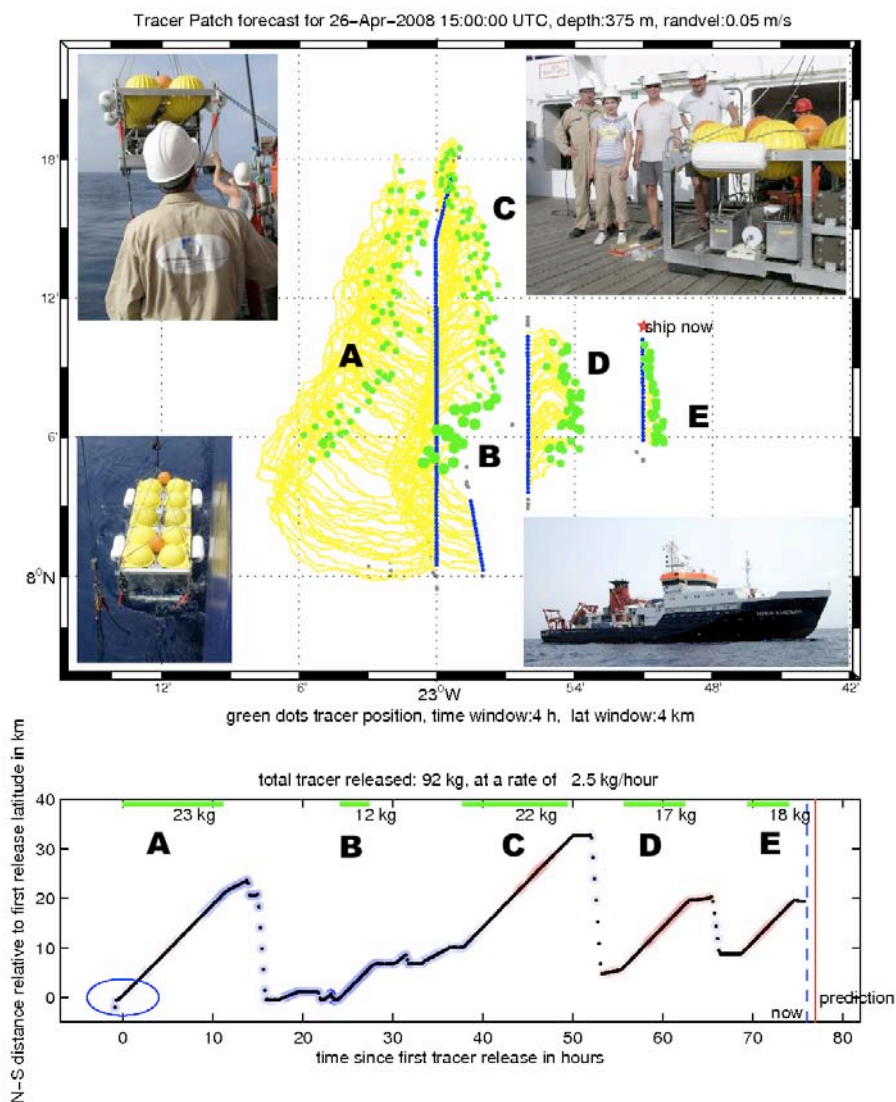 Tracer Patch forecast for 26-Apr-2008 15:00:00 UTC, depth:375 m, randvel:0.05 m/s
18'
C
12'
ship now
A
D
E
6'
B
8°N
12'
6'
23°W
54'
48'
42'
green dots tracer position, time window:4 h, lat window:4 km
N-S distance relative to first release latitude in km
total tracer released: 92 kg, at a rate of 2.5 kg/hour
40
23 kg
12 kg
22 kg
17 kg
18 kg
A
B
C
D
E
30
20
10
0
prediction
now
0
10
20
30
40
50
60
70
80
time since first tracer release in hours